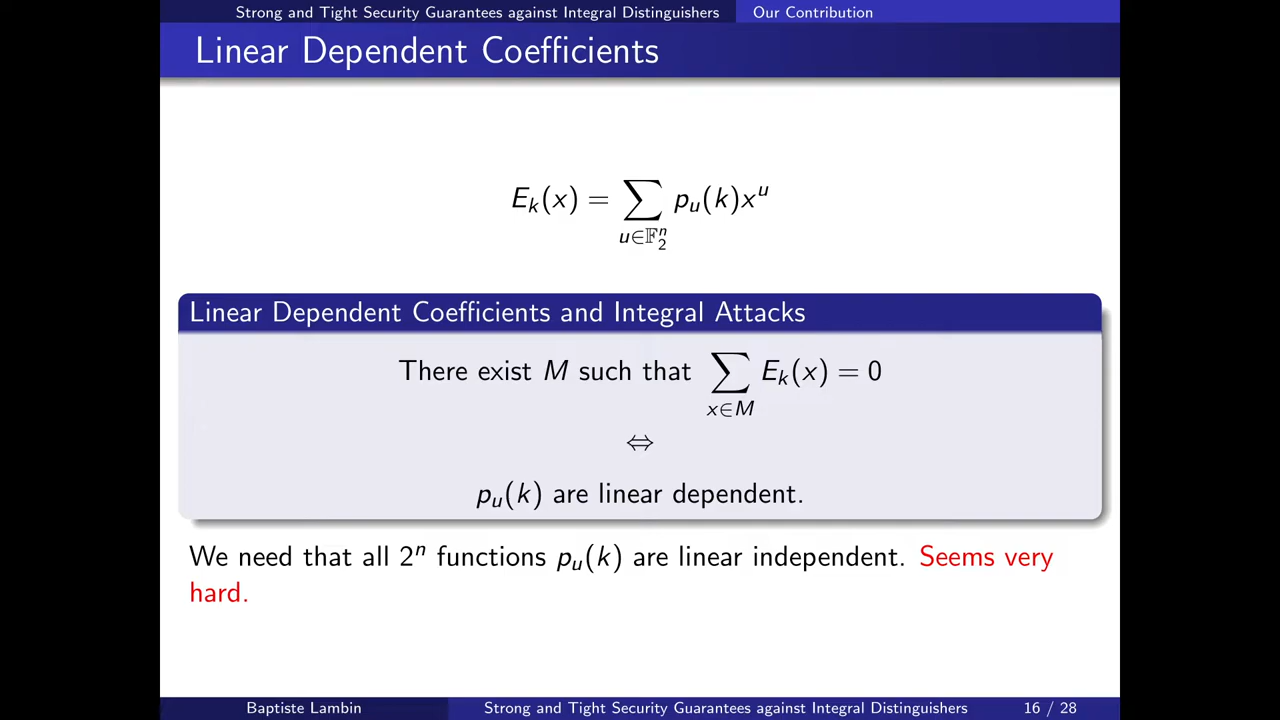 Strong and Tight Security Guarantees against Integral Distinguishers Our Contribution
Linear Dependent Coefficients
E_k(x) = ∑_{u∈𝔽_2^n} p_u(k)x^u
Linear Dependent Coefficients and Integral Attacks
There exist M such that ∑_{x∈M} E_k(x) = 0
⇔
p_u(k) are linear dependent.
We need that all 2^n functions p_u(k) are linear independent. Seems very
hard.
Baptiste Lambin Strong and Tight Security Guarantees against Integral Distinguishers 16 / 28